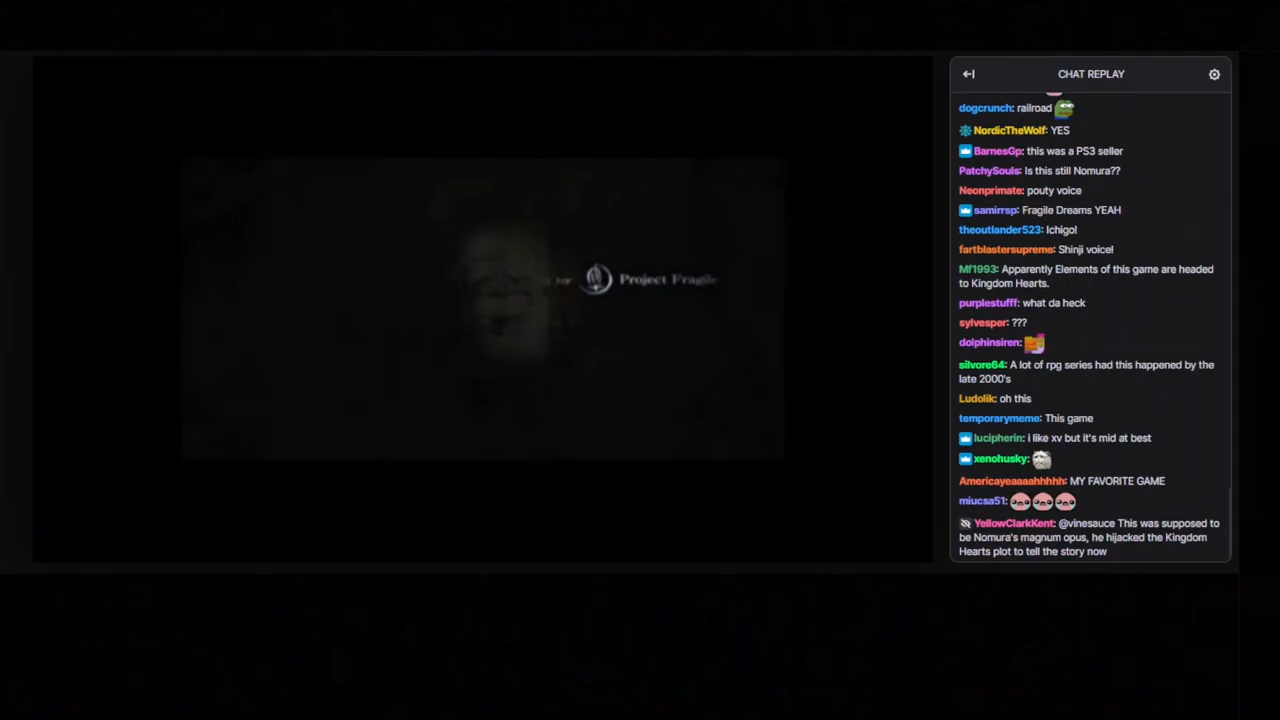 by Project Fragile
CHAT REPLAY
dogcrunch: railroad
NordicTheWolf: YES
BarnesGp: this was a PS3 seller
PatchySouls: Is this still Nomura??
Neonprimate: pouty voice
samirrsp: Fragile Dreams YEAH
theoutlander523: Ichigo!
fartblastersupreme: Shinji voice!
Mf1993: Apparently Elements of this game are headed
to Kingdom Hearts.
purplestufff: what da heck
sylvesper: ???
dolphinsiren:
silvore64: A lot of rpg series had this happened by the
late 2000's
Ludolik: oh this
temporarymeme: This game
lucipherin: i like xv but it's mid at best
xenohusky:
Americayeaaaahhhhh: MY FAVORITE GAME
miucsa51:
YellowClarkKent: @vinesauce This was supposed to
be Nomura's magnum opus, he hijacked the Kingdom
Hearts plot to tell the story now